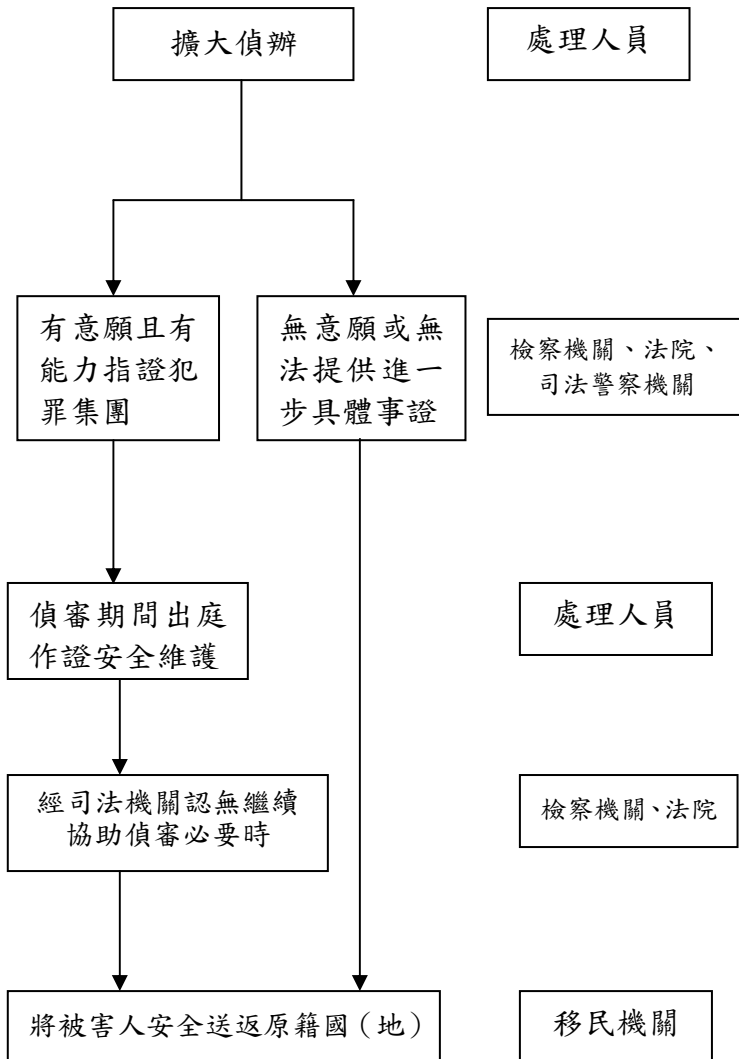 擴大偵辦
處理人員
有意願且有
能力指證犯
罪集團
無意願或無
法提供進一
步具體事證
檢察機關、法院、
司法警察機關
偵審期間出庭
作證安全維護
處理人員
經司法機關認無繼續
協助偵審必要時
檢察機關、法院
將被害人安全送返原籍國（地）
移民機關